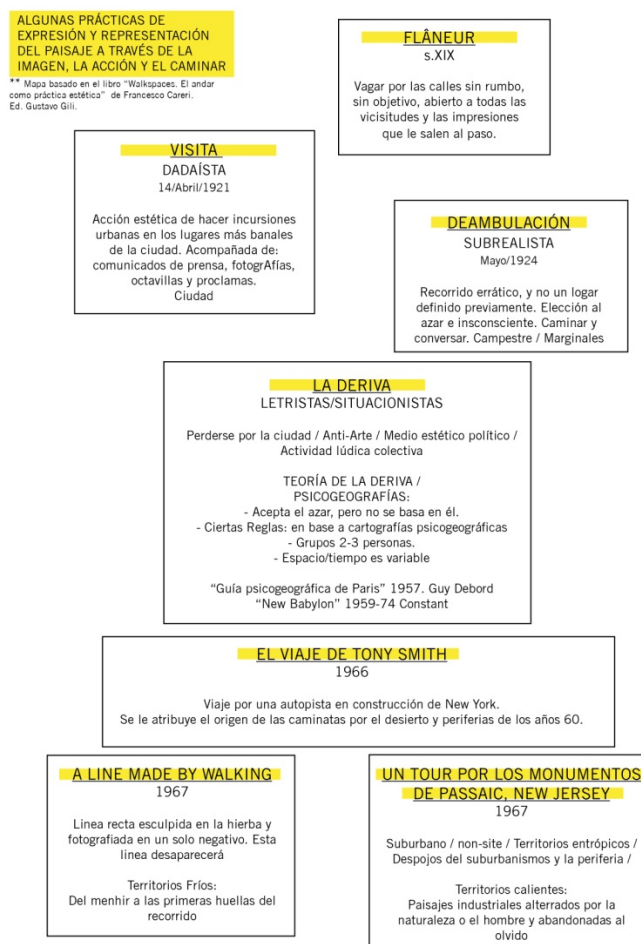 ALGUNAS PRÁCTICAS DE
EXPRESIÓN Y REPRESENTACIÓN
DEL PAISAJE A TRAVÉS DE LA
IMAGEN, LA ACCIÓN Y EL CAMINAR
** Mapa basado en el libro “Walkspaces. El andar
como práctica estética” de Francesco Careri.
Ed. Gustavo Gili.
FLÂNEUR
s.XIX
Vagar por las calles sin rumbo,
sin objetivo, abierto a todas las
vicisitudes y las impresiones
que le salen al paso.
VISITA
DADAÍSTA
14/Abril/1921
Acción estética de hacer incursiones
urbanas en los lugares más banales
de la ciudad. Acompañada de:
comunicados de prensa, fotogrAfías,
octavillas y proclamas.
Ciudad
DEAMBULACIÓN
SUBREALISTA
Mayo/1924
Recorrido errático, y no un logar
definido previamente. Elección al
azar e insconsciente. Caminar y
conversar. Campestre / Marginales
LA DERIVA
LETRISTAS/SITUACIONISTAS
Perderse por la ciudad / Anti-Arte / Medio estético político /
Actividad lúdica colectiva
TEORÍA DE LA DERIVA /
PSICOGEOGRAFÍAS:
- Acepta el azar, pero no se basa en él.
- Ciertas Reglas: en base a cartografías psicogeográficas
- Grupos 2-3 personas.
- Espacio/tiempo es variable
“Guía psicogeográfica de Paris” 1957. Guy Debord
“New Babylon” 1959-74 Constant
EL VIAJE DE TONY SMITH
1966
Viaje por una autopista en construcción de New York.
Se le atribuye el origen de las caminatas por el desierto y periferias de los años 60.
A LINE MADE BY WALKING
1967
Linea recta esculpida en la hierba y
fotografiada en un solo negativo. Esta
linea desaparecerá
Territorios Fríos:
Del menhir a las primeras huellas del
recorrido
UN TOUR POR LOS MONUMENTOS
DE PASSAIC, NEW JERSEY
1967
Suburbano / non-site / Territorios entrópicos /
Despojos del suburbanismos y la periferia /
Territorios calientes:
Paisajes industriales alterrados por la
naturaleza o el hombre y abandonadas al
olvido